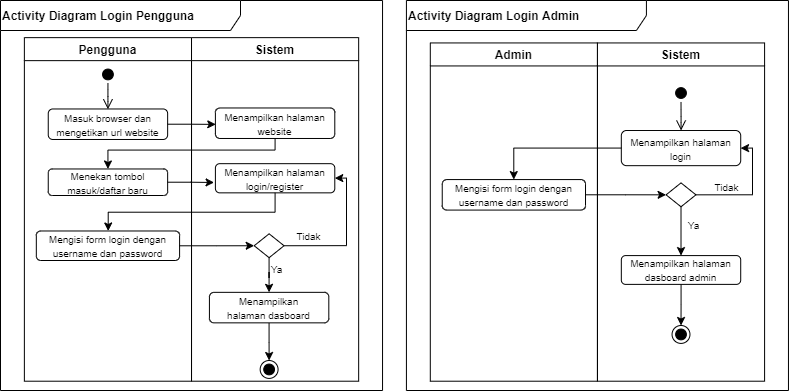 Activity Diagram Login Pengguna
Pengguna
Sistem
Masuk browser dan
mengetikan url website
Menampilkan halaman
website
Menekan tombol
masuk/daftar baru
Menampilkan halaman
login/register
Mengisi form login dengan
username dan password
Tidak
Ya
Menampilkan
halaman dasboard
Activity Diagram Login Admin
Admin
Sistem
Menampilkan halaman
login
Mengisi form login dengan
username dan password
Tidak
Ya
Menampilkan halaman
dasboard admin